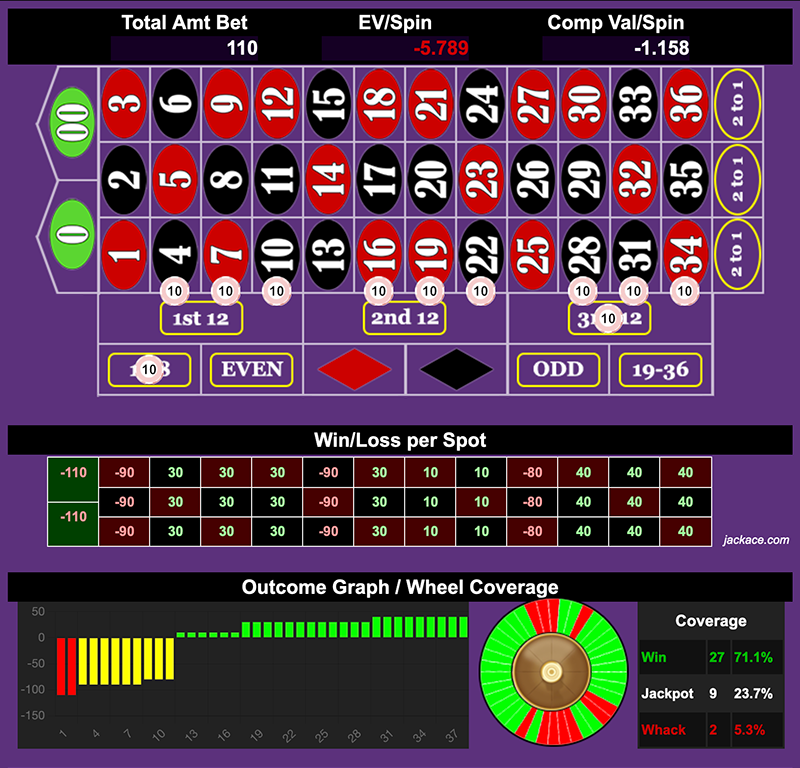 Total Amt Bet EV/Spin Comp Val/Spin
110 -5.789 -1.158
00 3 6 9 12 15 18 21 24 27 30 33 36 2 to 1
2 5 8 11 14 17 20 23 26 29 32 35 2 to 1
0 1 4 7 10 13 16 19 22 25 28 31 34 2 to 1
10 10 10 10 10 10 10 10 10
1st 12 2nd 12 10 12
10 EVEN ODD 19-36
Win/Loss per Spot
-110 -90 30 30 30 -90 30 10 10 -80 40 40 40
-90 30 30 30 -90 30 10 10 -80 40 40 40
-110 -90 30 30 30 -90 30 10 10 -80 40 40 40
jackace.com
Outcome Graph / Wheel Coverage
50
0
-50
-100
-150
1 4 7 10 13 16 19 22 25 28 31 34 37
Coverage
Win 27 71.1%
Jackpot 9 23.7%
Whack 2 5.3%